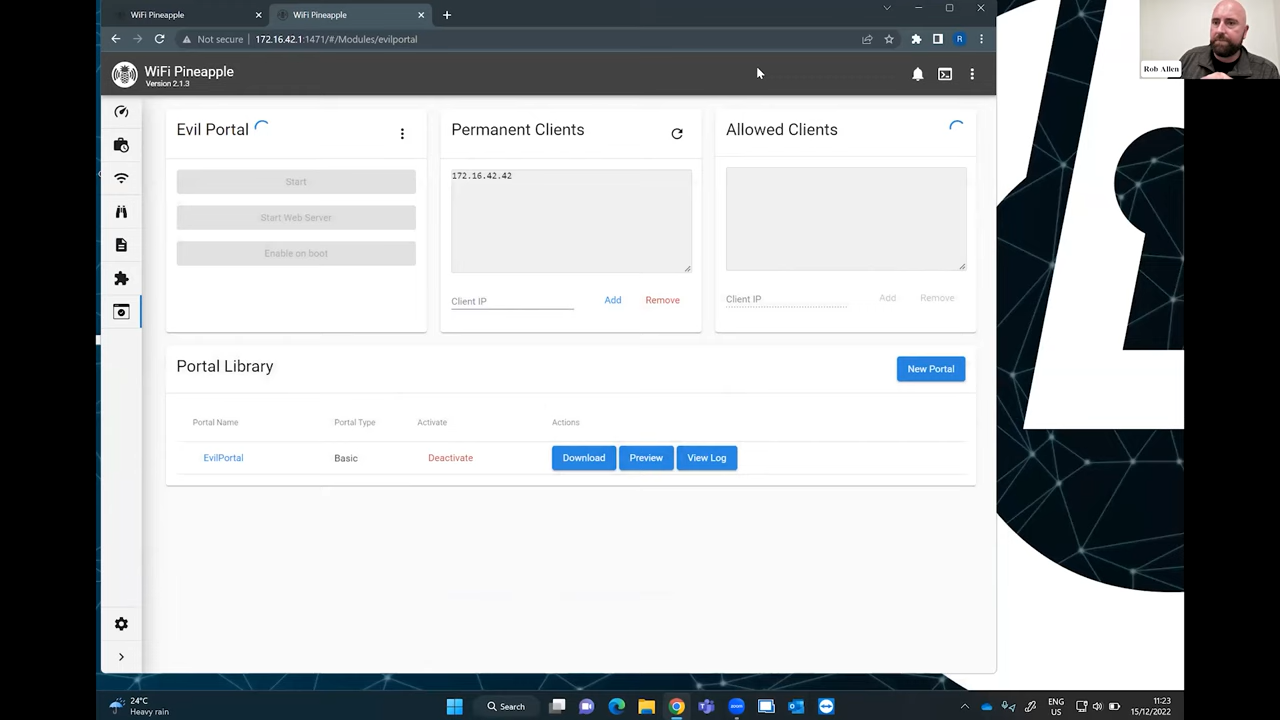 WiFi Pineapple
WiFi Pineapple
Not secure
172.16.42.1:1471/#/Modules/evilportal
R
Rob Allen
WiFi Pineapple
Version 2.1.3
Evil Portal
Start
Start Web Server
Enable on boot
Permanent Clients
172.16.42.42
Client IP
Add
Remove
Allowed Clients
Client IP
Add
Remove
Portal Library
New Portal
Portal Name
Portal Type
Activate
Actions
EvilPortal
Basic
Deactivate
Download
Preview
View Log
24°C
Heavy rain
Search
ENG
US
11:23
15/12/2022